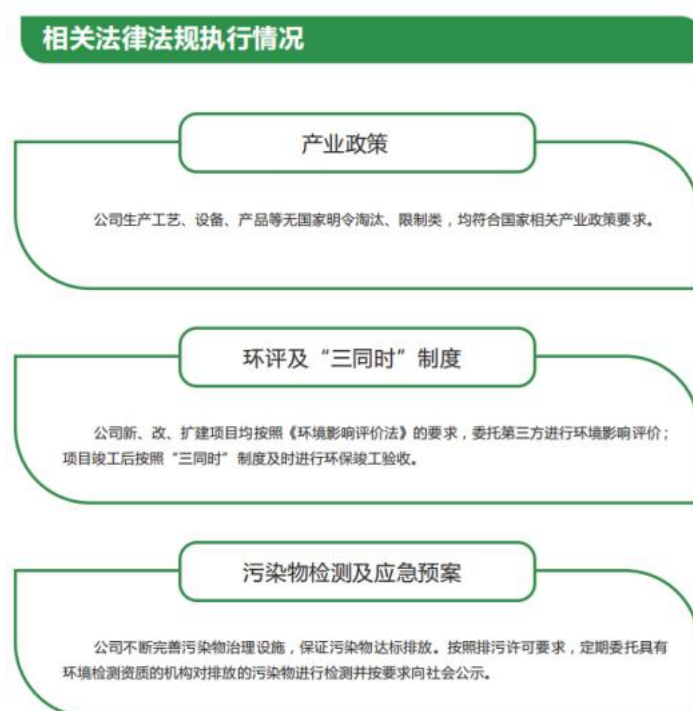 相关法律法规执行情况
产业政策
公司生产工艺、设备、产品等无国家明令淘汰、限制类，均符合国家相关产业政策要求。
环评及“三同时”制度
公司新、改、扩建项目均按照《环境影响评价法》的要求，委托第三方进行环境影响评价；
项目竣工后按照“三同时”制度及时进行环保竣工验收。
污染物检测及应急预案
公司不断完善污染物治理设施，保证污染物达标排放。按照排污许可要求，定期委托具有
环境检测资质的机构对排放的污染物进行检测并按要求向社会公示。